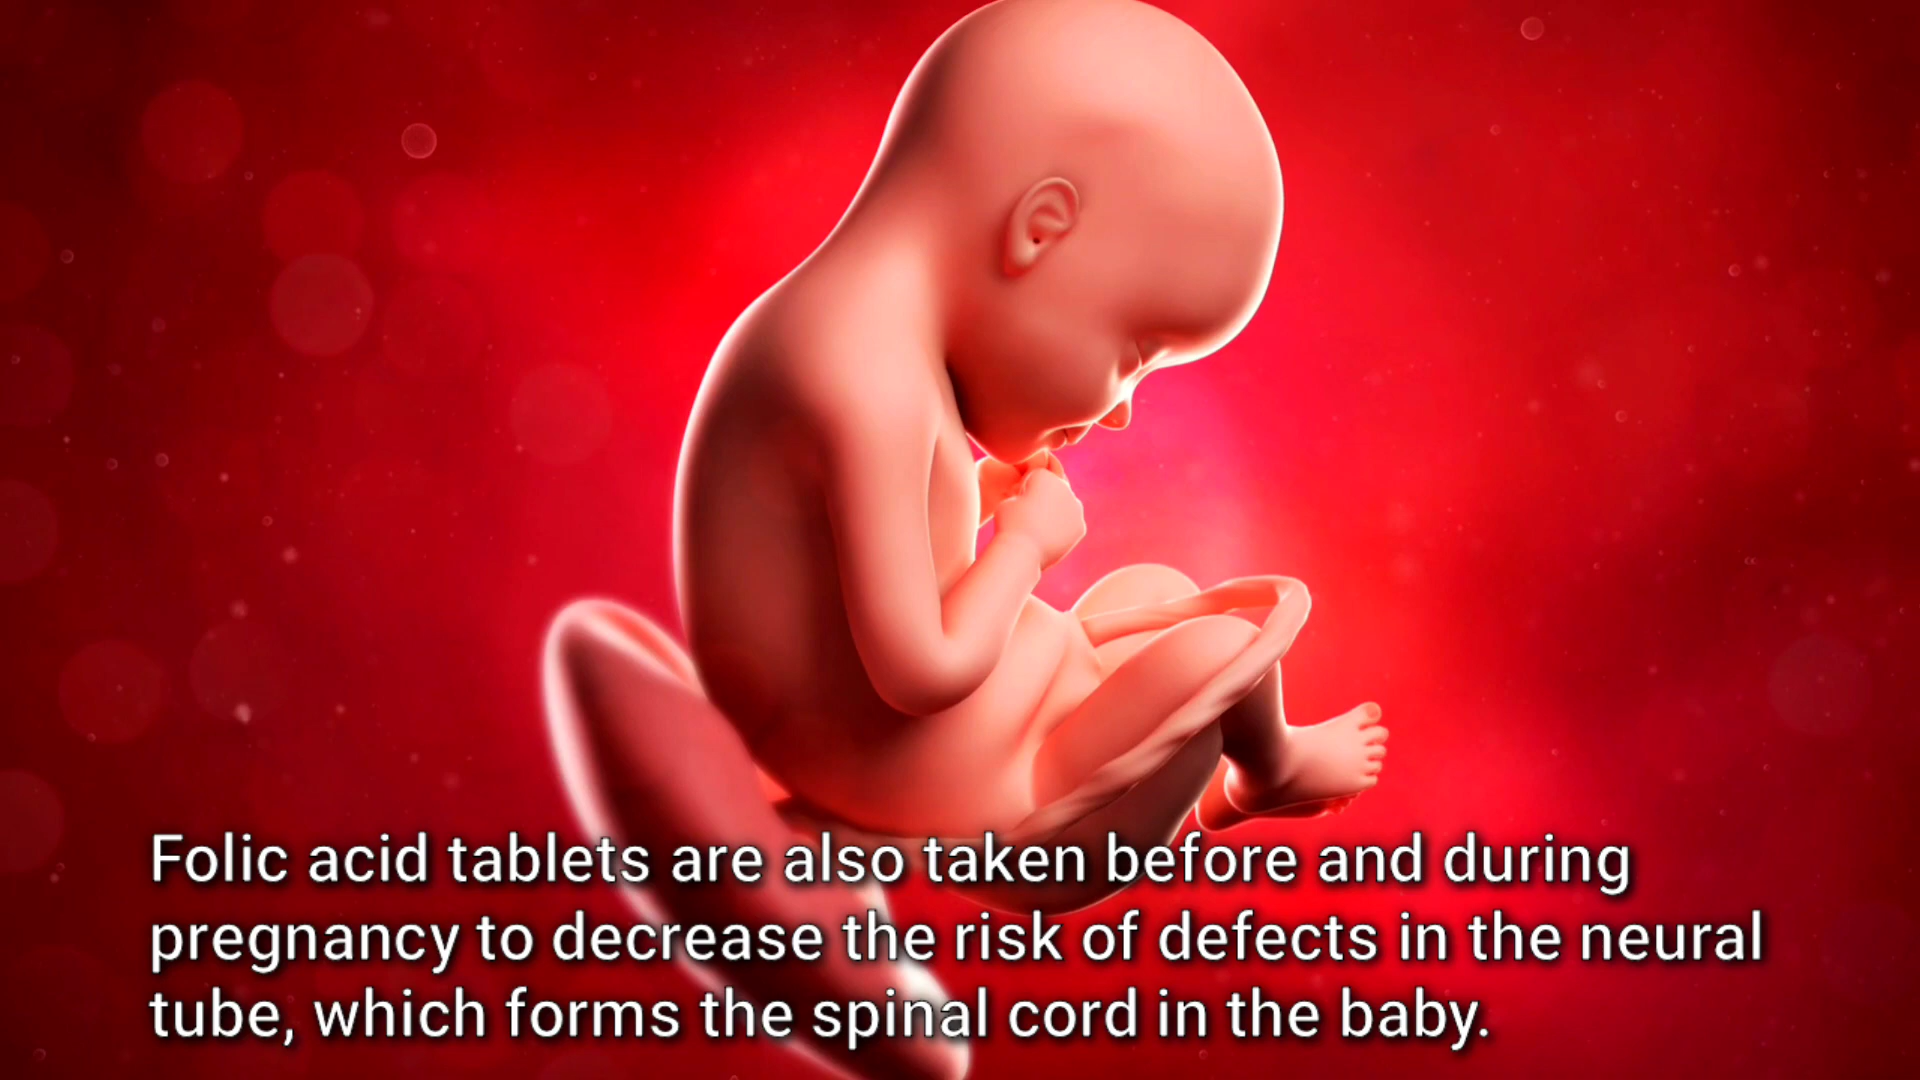 Folic acid tablets are also taken before and during
pregnancy to decrease the risk of defects in the neural
tube, which forms the spinal cord in the baby.